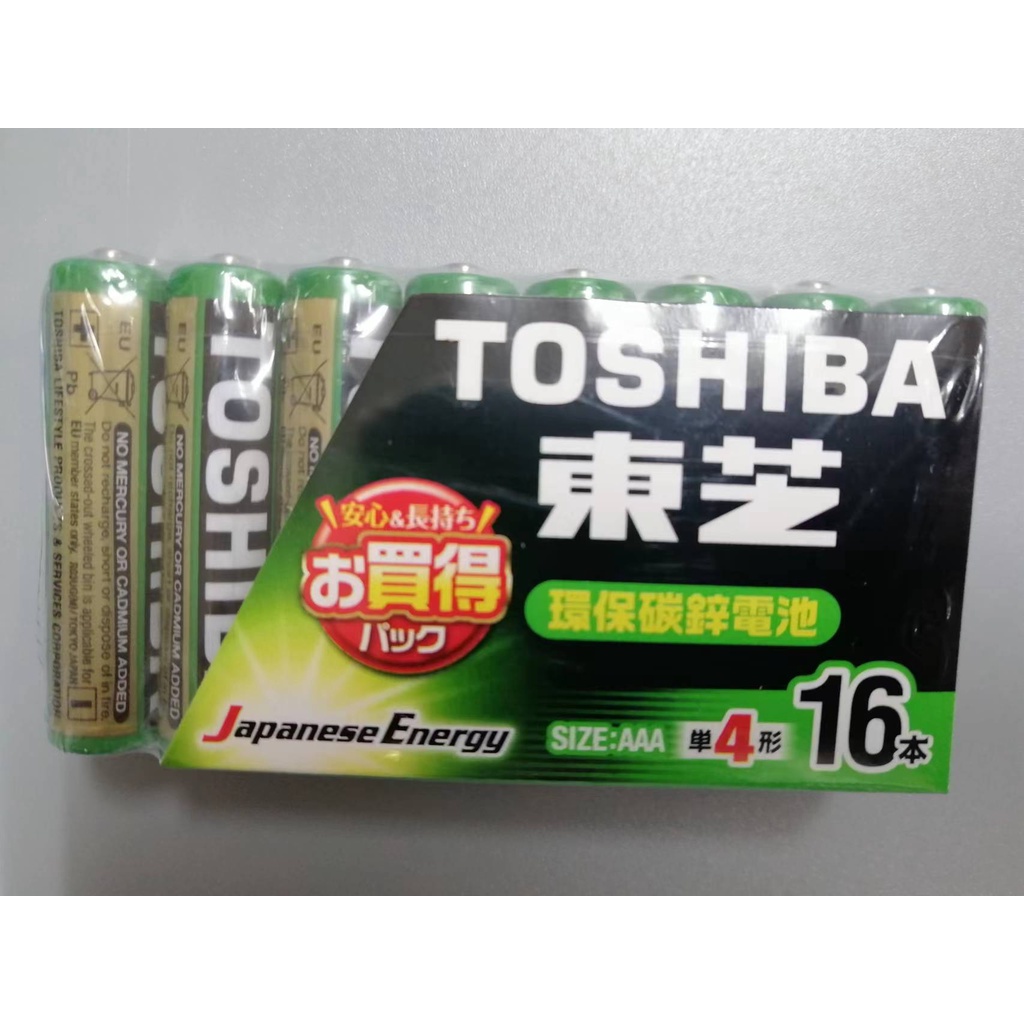 TOSHIBA
東芝
環保碳鋅電池
安心&長持ち
お買得
パック
Japanese Energy
SIZE:AAA 単4形 16本
EU
Pb
NO MERCURY OR CADMIUM ADDED
Do not recharge, short or dispose of in fire.
The crossed-out wheeled bin is applicable for
EU member states only.
TOSHIBA LIFESTYLE PRODUCTS & SERVICES CORPORATION
EU
NO MERCURY OR CADMIUM ADDED
TOSHIB
EU